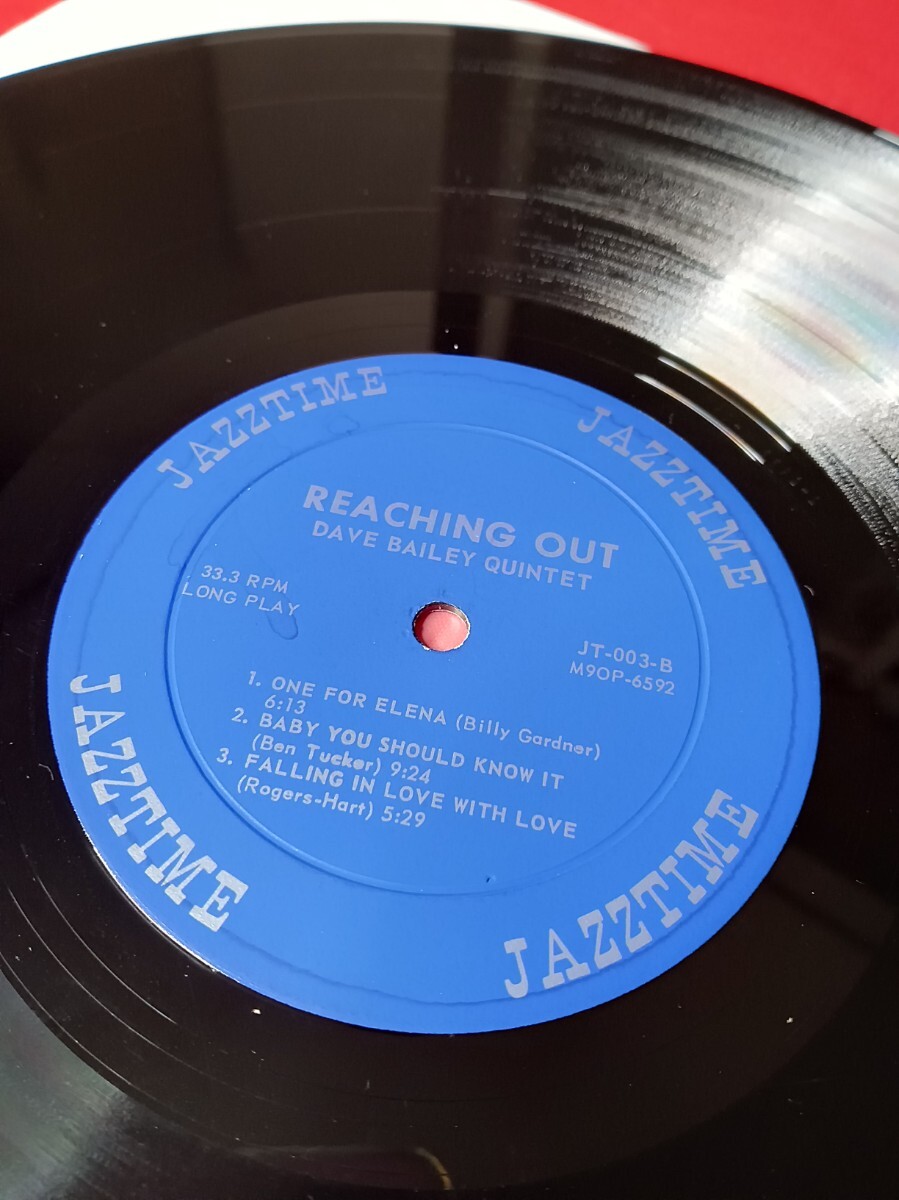 JAZZTIME
JAZZTIME
REACHING OUT
DAVE BAILEY QUINTET
33.3 RPM
LONG PLAY
JT-003-B
M9OP-6592
1. ONE FOR ELENA (Billy Gardner)
6:13
2. BABY YOU SHOULD KNOW IT
(Ben Tucker) 9:24
3. FALLING IN LOVE WITH LOVE
(Rogers-Hart) 5:29
JAZZTIME
JAZZTIME